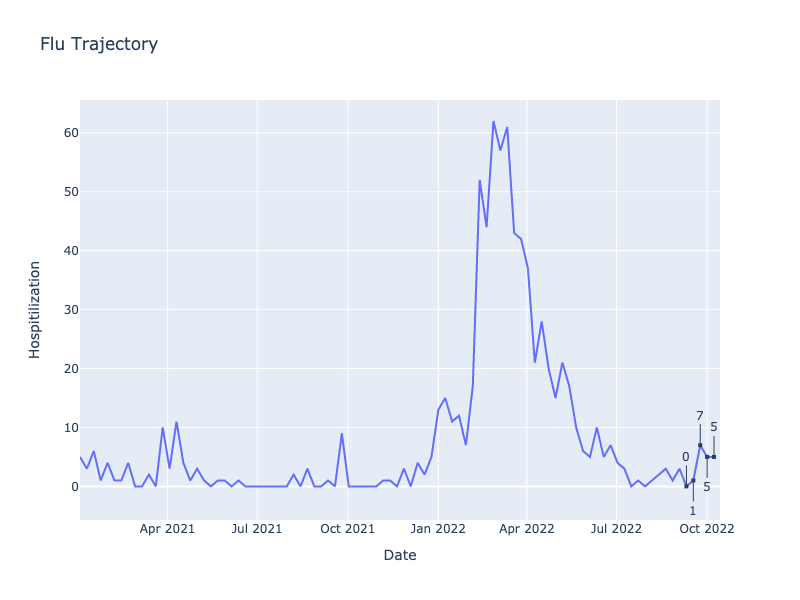 Flu Trajectory
Hospitilization
60
50
40
30
20
10
0
0
1
7
5
5
Apr 2021
Jul 2021
Oct 2021
Jan 2022
Apr 2022
Jul 2022
Oct 2022
Date